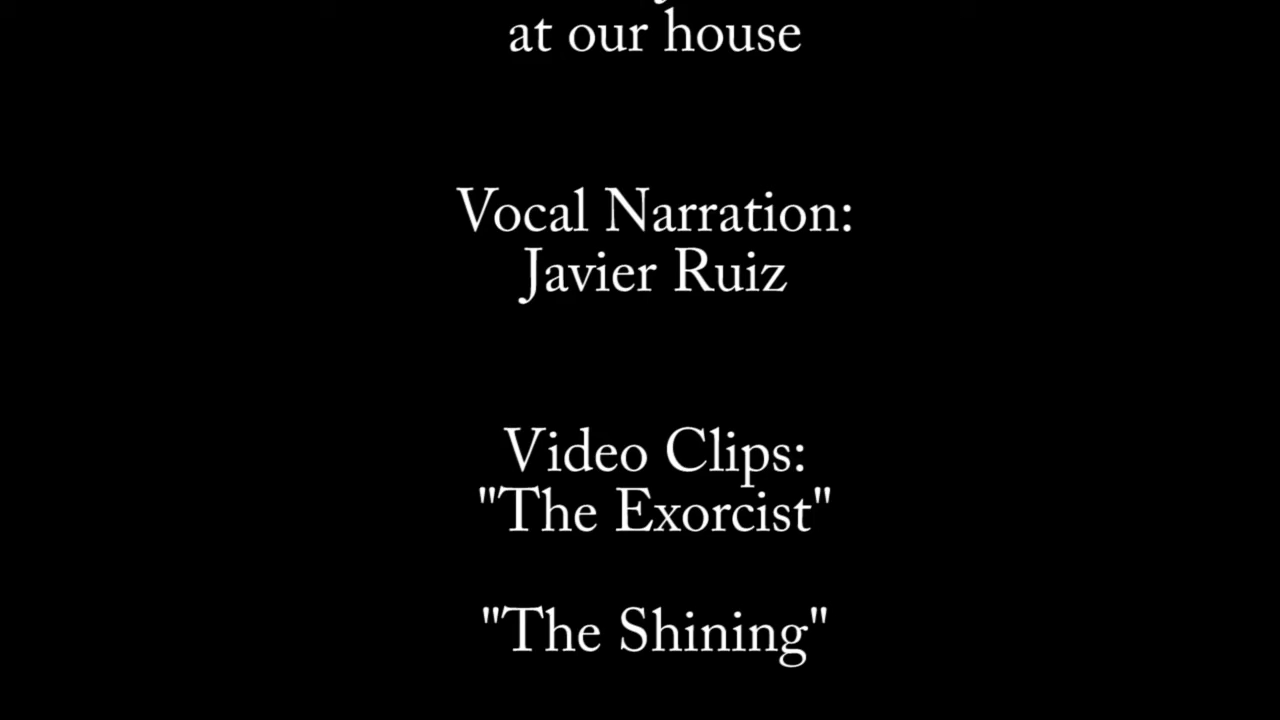 at our house
Vocal Narration:
Javier Ruiz
Video Clips:
"The Exorcist"
"The Shining"